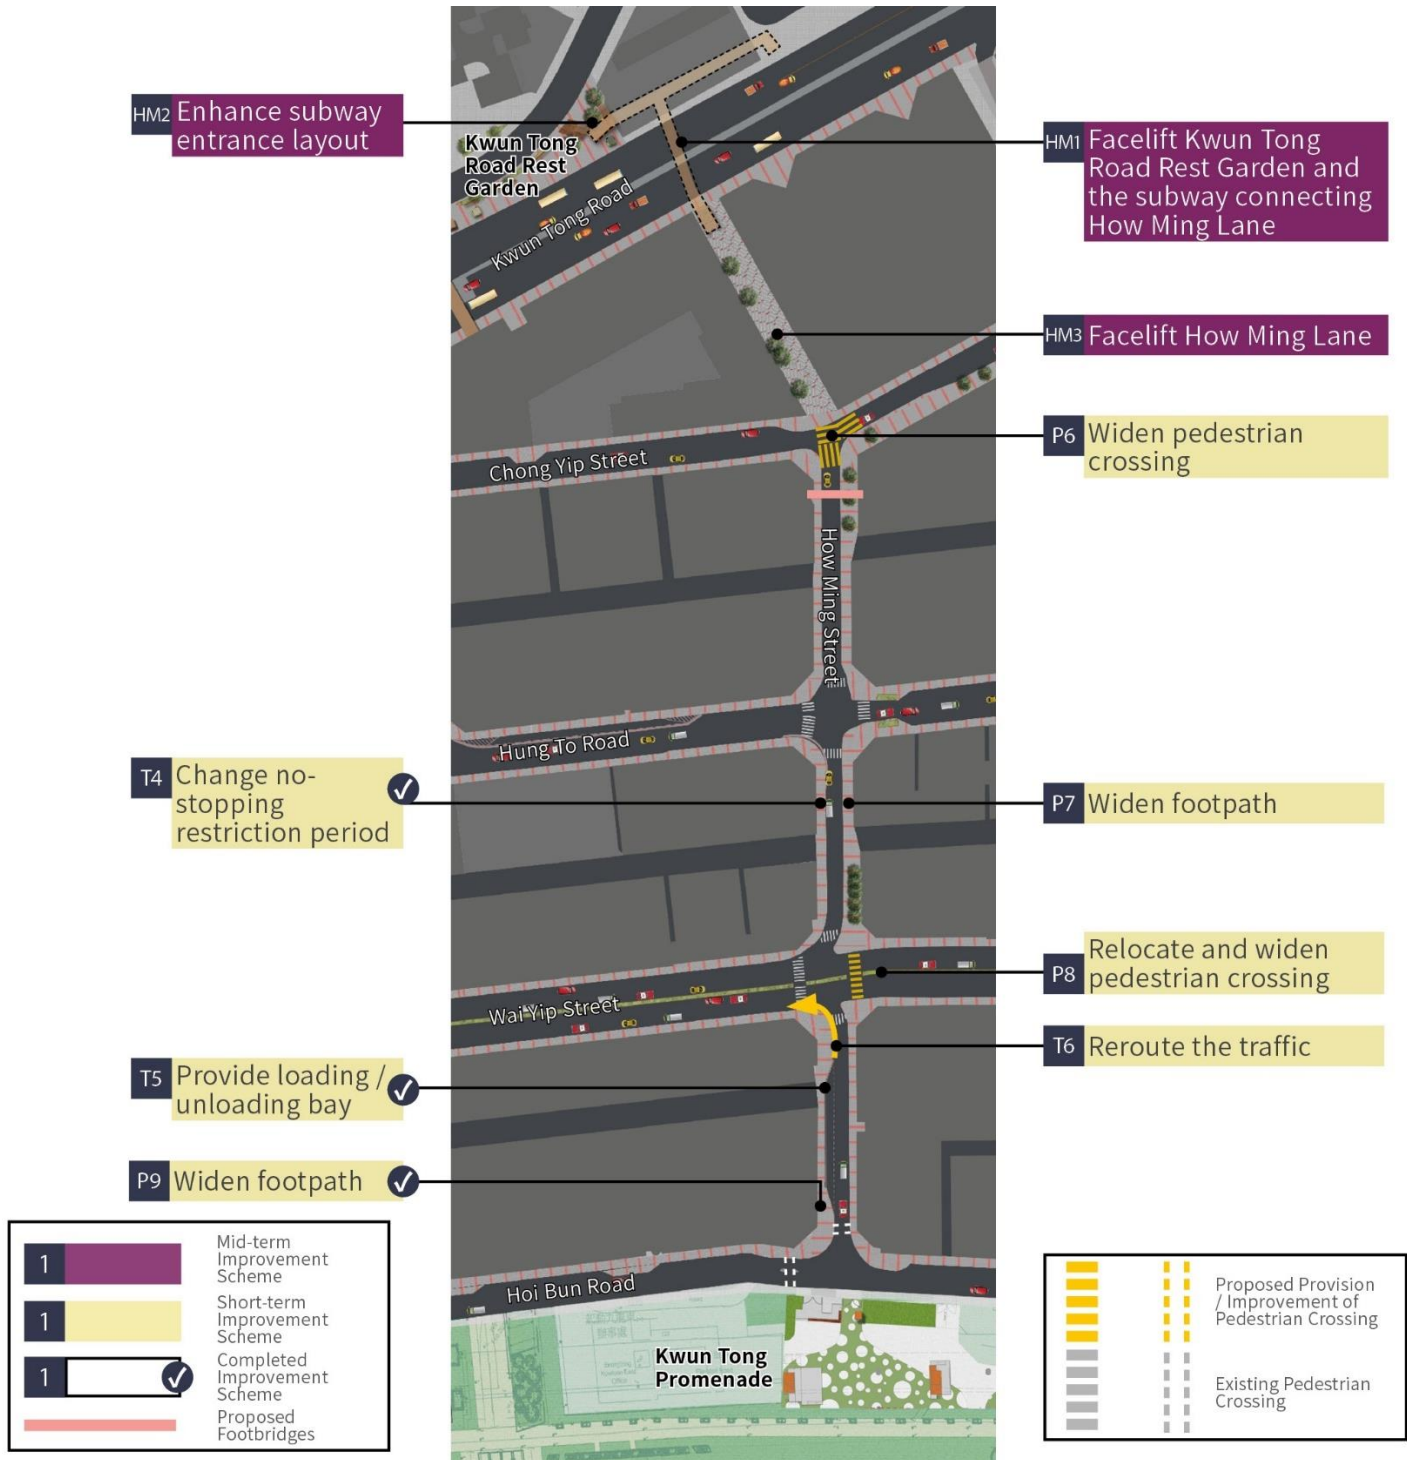 HM2
Enhance subway
entrance layout
Kwun Tong
Road Rest
Garden
Kwun Tong Road
HM1
Facelift Kwun Tong
Road Rest Garden and
the subway connecting
How Ming Lane
HM3
Facelift How Ming Lane
P6
Widen pedestrian
crossing
Chong Yip Street
How Ming Street
Hung To Road
T4
Change no-
stopping
restriction period
P7
Widen footpath
P8
Relocate and widen
pedestrian crossing
Wai Yip Street
T6
Reroute the traffic
T5
Provide loading /
unloading bay
P9
Widen footpath
Hoi Bun Road
Kwun Tong
Promenade
1
Mid-term
Improvement
Scheme
1
Short-term
Improvement
Scheme
1
Completed
Improvement
Scheme
Proposed
Footbridges
Proposed Provision
/ Improvement of
Pedestrian Crossing
Existing Pedestrian
Crossing